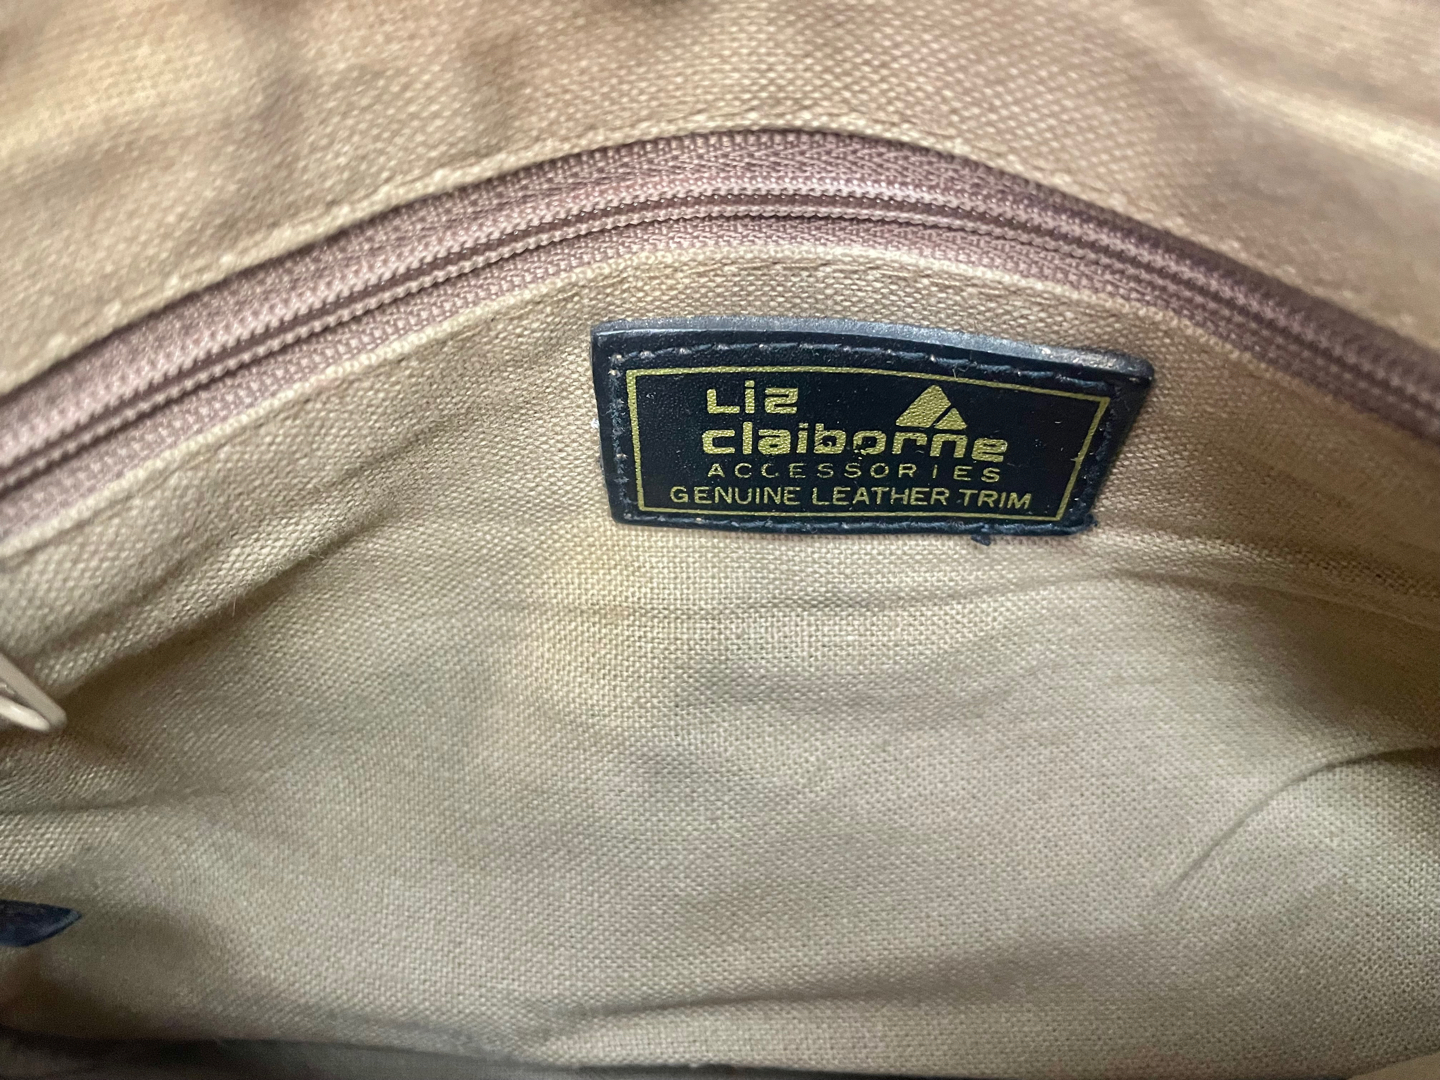 Liz
claiborne
ACCESSORIES
GENUINE LEATHER TRIM